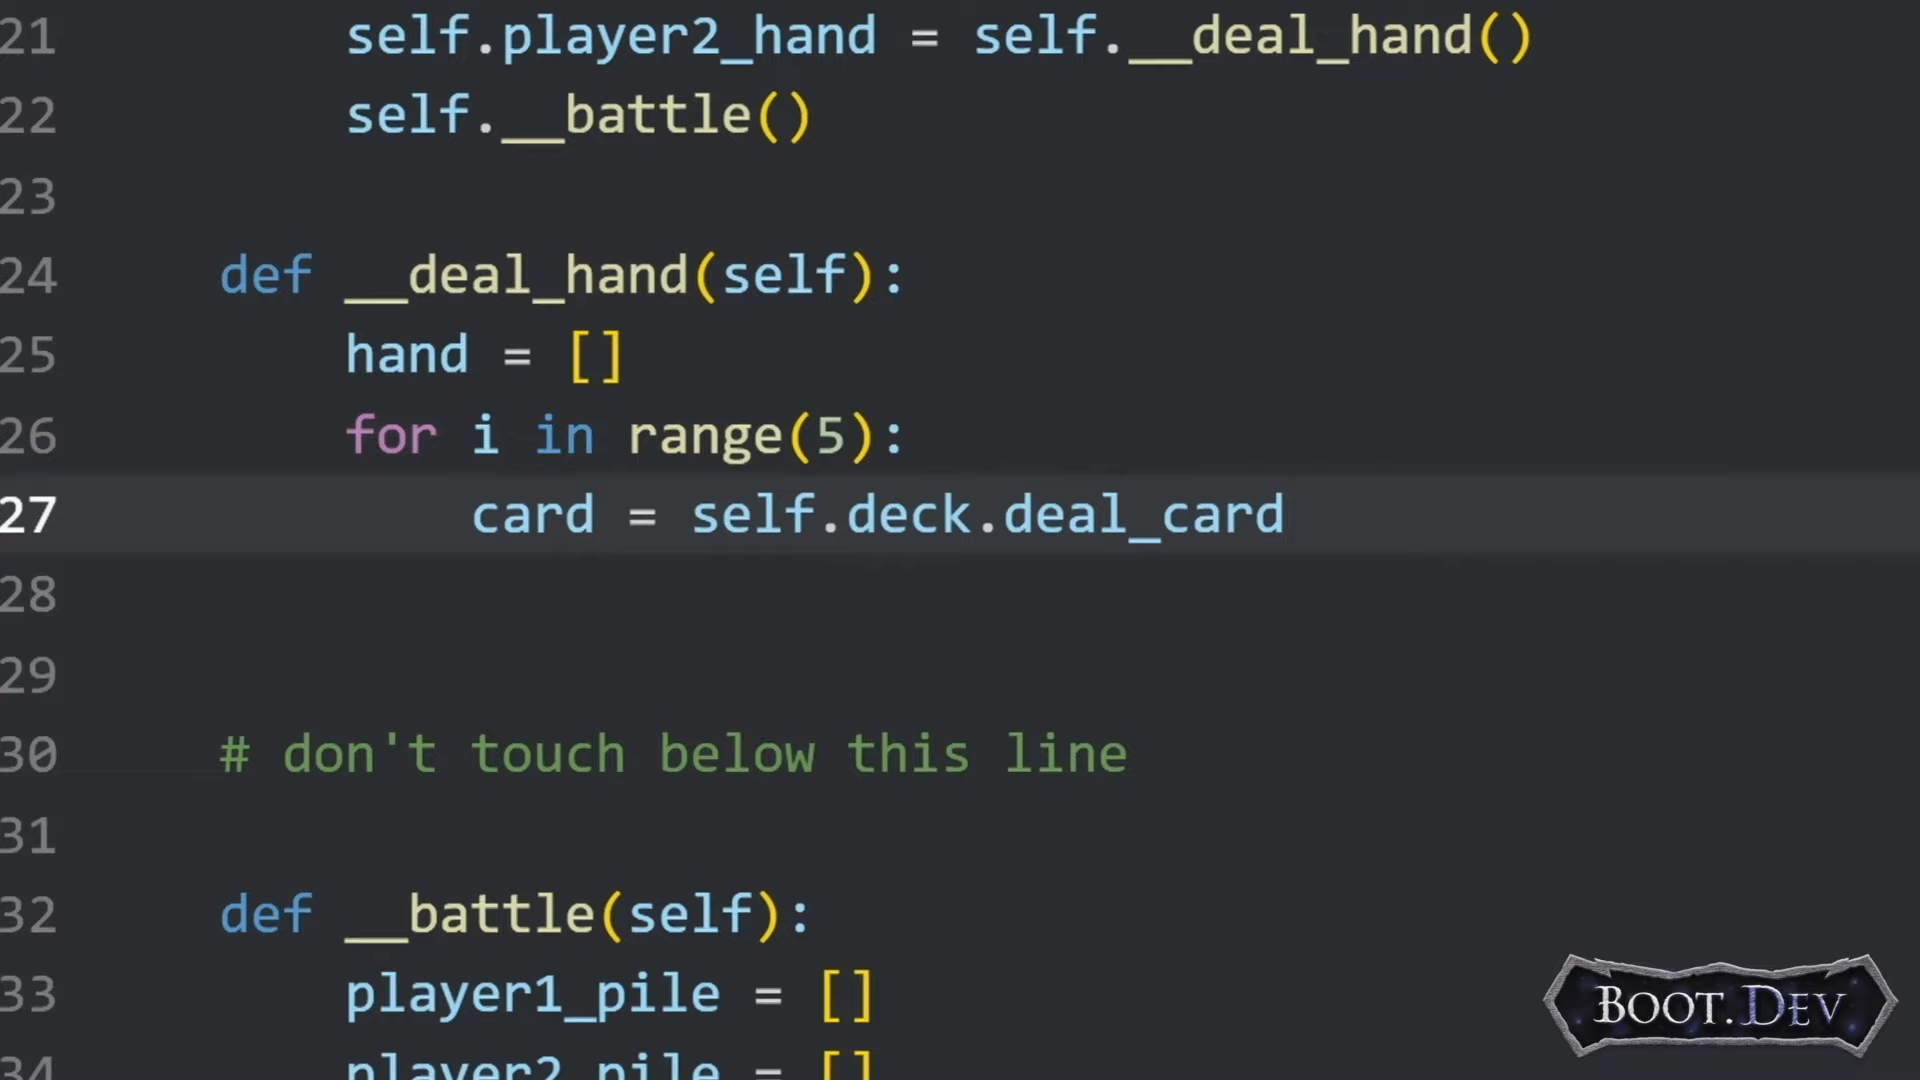 21 self.player2_hand = self.__deal_hand()
22 self.__battle()
23
24 def __deal_hand(self):
25 hand = []
26 for i in range(5):
27 card = self.deck.deal_card
28
29
30 # don't touch below this line
31
32 def __battle(self):
33 player1_pile = []
34 player2_pile = []
BOOT.DEV